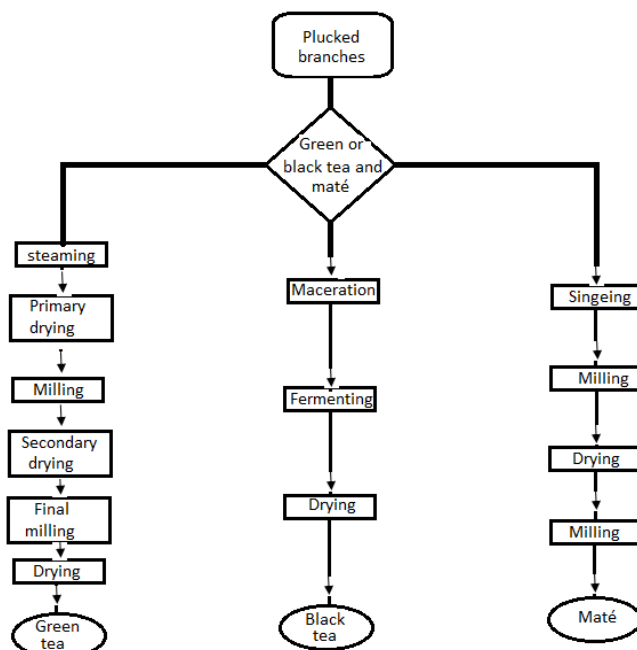 Plucked
branches
Green or
black tea and
maté
steaming
Primary
drying
Milling
Secondary
drying
Final
milling
Drying
Green
tea
Maceration
Fermenting
Drying
Black
tea
Singeing
Milling
Drying
Milling
Maté